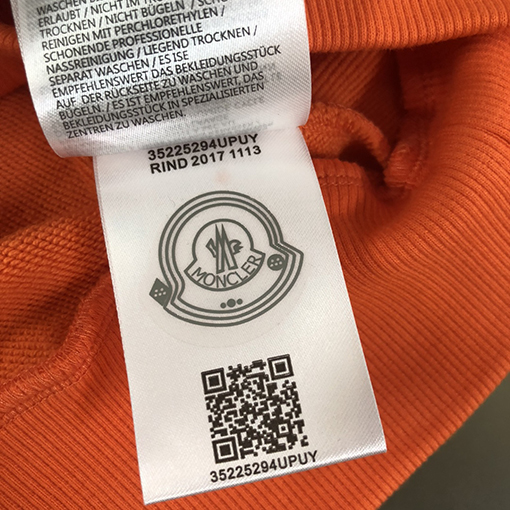 WASCHEN
ERLAUBT / NICHT IM
TROCKNEN / NICHT BÜGELN /
REINIGEN MIT PERCHLORETHYLEN /
SCHONENDE PROFESSIONELLE
NASSREINIGUNG / LIEGEND TROCKNEN /
SEPARAT WASCHEN / ES ISE
EMPFEHLENSWERT DAS BEKLEIDUNGSSTÜCK
AUF DER RÜCKSEITE ZU WASCHEN UND
BÜGELN / ES IST EMPFEHLENSWERT, DAS
BEKLEIDUNGSSTÜCK IN SPEZIALISIERTEN
ZENTREN ZU WASCHEN.
35225294UPUY
RIND 2017 1113
MONCLER
35225294UPUY